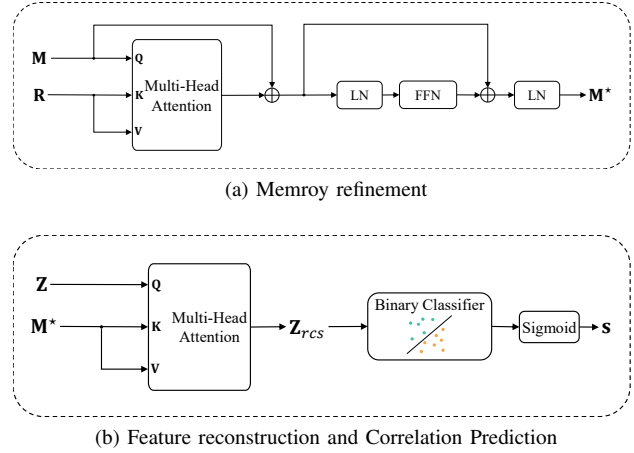 M
Q
R
K
V
Multi-Head
Attention
LN
FFN
LN
M*
(a) Memroy refinement
Z
Q
M*
K
V
Multi-Head
Attention
Z_rcs
Binary Classifier
Sigmoid
s
(b) Feature reconstruction and Correlation Prediction